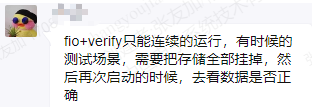 fio+verify只能连续的运行，有时候的
测试场景，需要把存储全部挂掉，然
后再次启动的时候，去看数据是否正
确